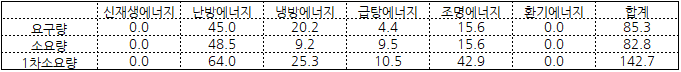 신재생에너지 난방에너지 냉방에너지 급탕에너지 조명에너지 환기에너지 합계
요구량 0.0 45.0 20.2 4.4 15.6 0.0 85.3
소요량 0.0 48.5 9.2 9.5 15.6 0.0 82.8
1차소요량 0.0 64.0 25.3 10.5 42.9 0.0 142.7